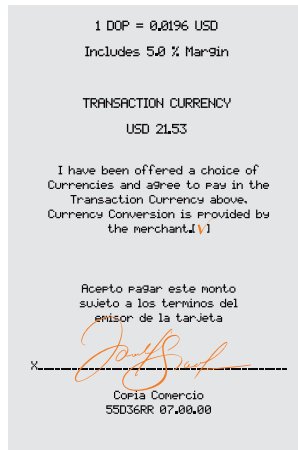 1 DOP = 0.0196 USD
Includes 5.0 % Margin
TRANSACTION CURRENCY
USD 21.53
I have been offered a choice of
Currencies and agree to pay in the
Transaction Currency above.
Currency Conversion is provided by
the merchant.[V]
Acepto pagar este monto
sujeto a los terminos del
emisor de la tarjeta
X
Copia Comercio
55D36RR 07.00.00